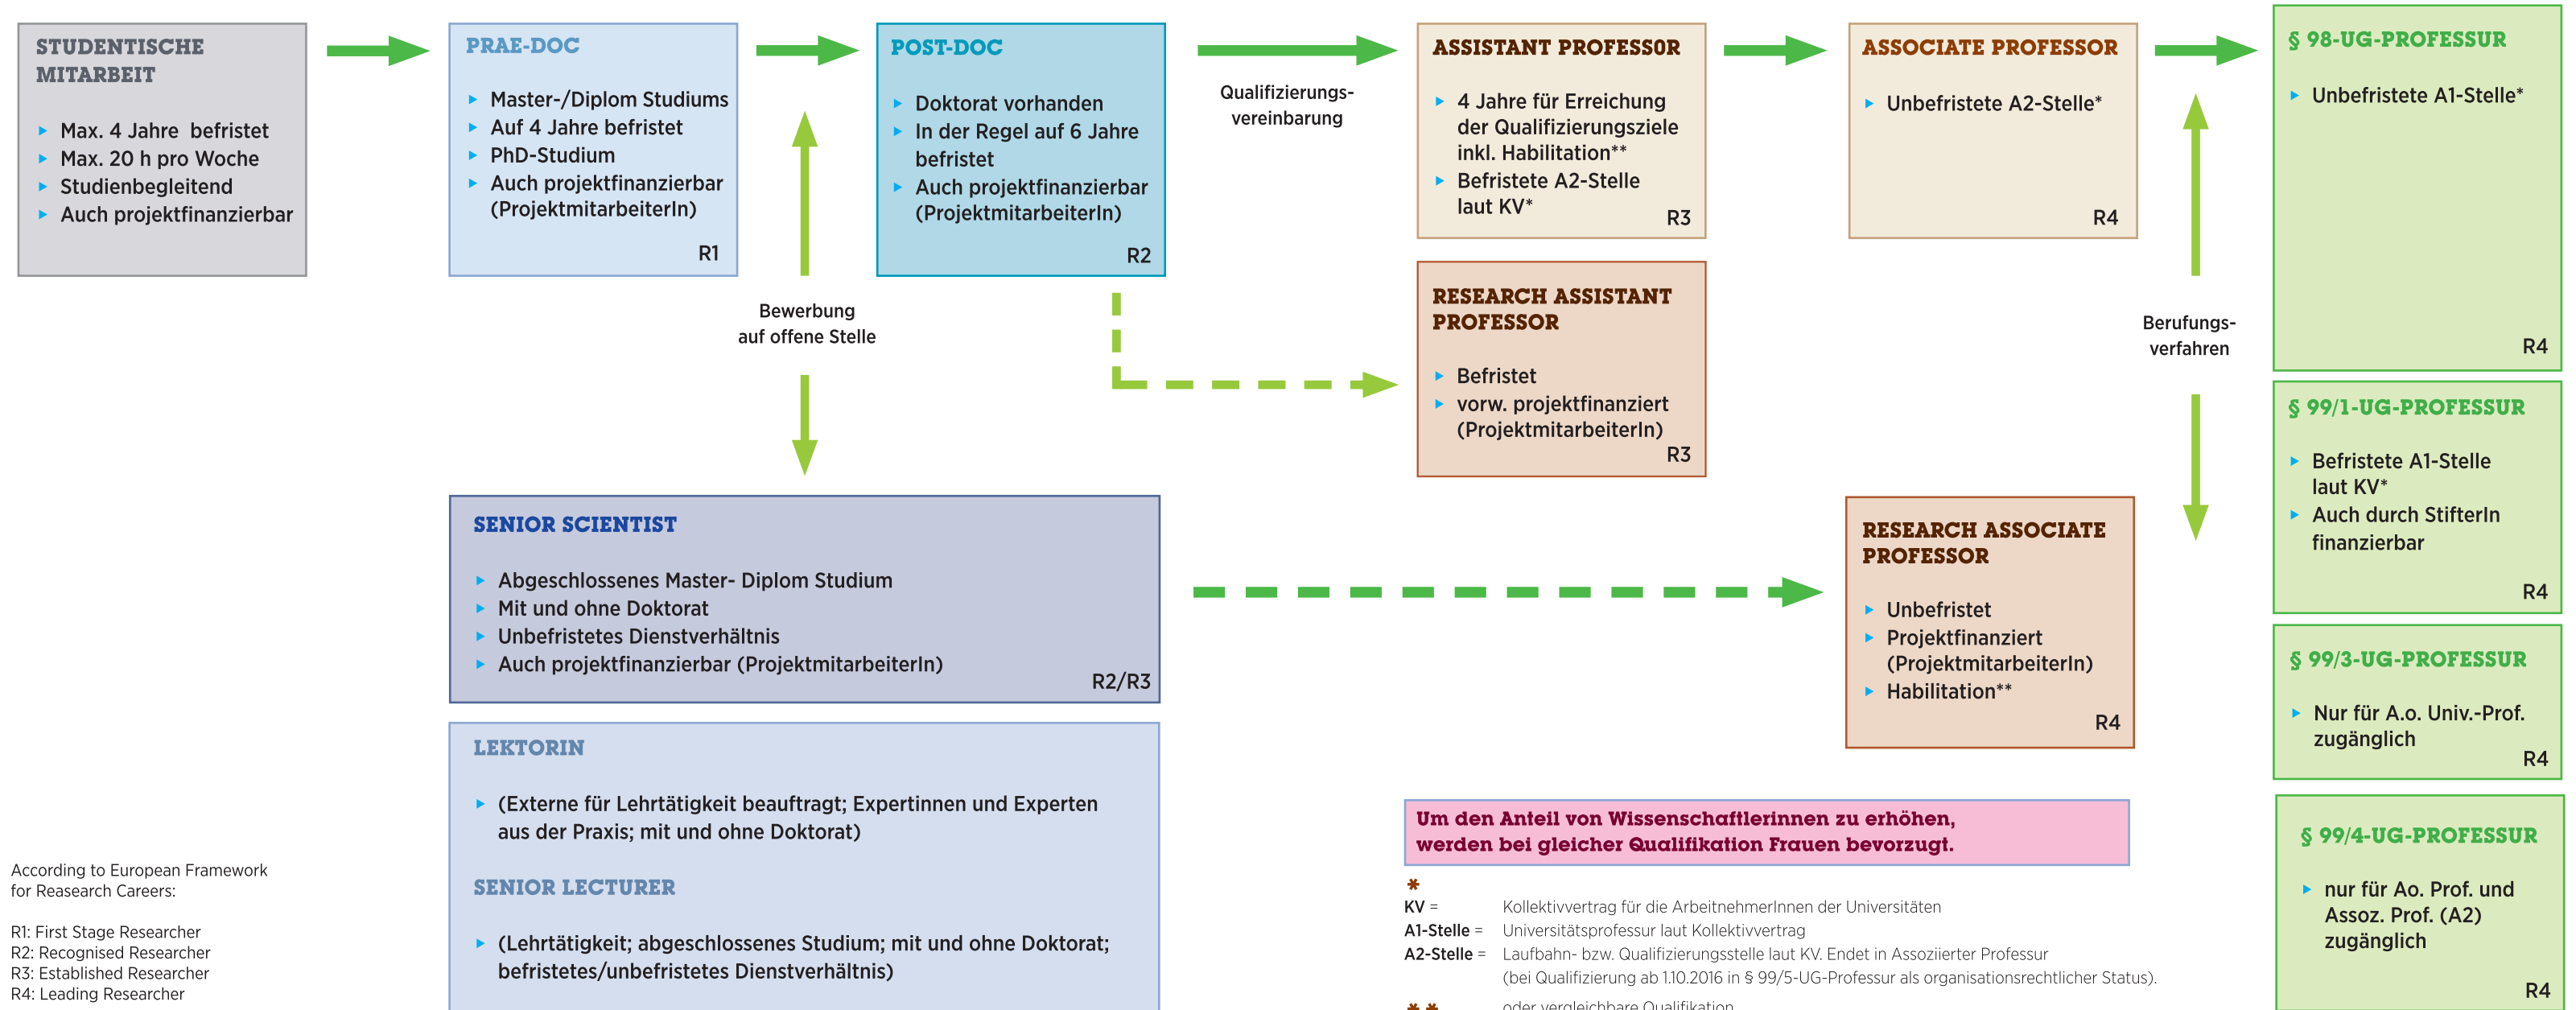 STUDENTISCHE
MITARBEIT
Max. 4 Jahre befristet
Max. 20 h pro Woche
Studienbegleitend
Auch projektfinanzierbar
PRAE-DOC
Master-/Diplom Studiums
Auf 4 Jahre befristet
PhD-Studium
Auch projektfinanzierbar
(ProjektmitarbeiterIn)
R1
Bewerbung
auf offene Stelle
POST-DOC
Doktorat vorhanden
In der Regel auf 6 Jahre
befristet
Auch projektfinanzierbar
(ProjektmitarbeiterIn)
R2
Qualifizierungs-
vereinbarung
ASSISTANT PROFESS0R
4 Jahre für Erreichung
der Qualifizierungsziele
inkl. Habilitation**
Befristete A2-Stelle
laut KV*
R3
RESEARCH ASSISTANT
PROFESSOR
Befristet
vorw. projektfinanziert
(ProjektmitarbeiterIn)
R3
ASSOCIATE PROFESSOR
Unbefristete A2-Stelle*
R4
Berufungs-
verfahren
§ 98-UG-PROFESSUR
Unbefristete A1-Stelle*
R4
§ 99/1-UG-PROFESSUR
Befristete A1-Stelle
laut KV*
Auch durch StifterIn
finanzierbar
R4
§ 99/3-UG-PROFESSUR
Nur für A.o. Univ.-Prof.
zugänglich
R4
§ 99/4-UG-PROFESSUR
nur für Ao. Prof. und
Assoz. Prof. (A2)
zugänglich
R4
SENIOR SCIENTIST
Abgeschlossenes Master- Diplom Studium
Mit und ohne Doktorat
Unbefristetes Dienstverhältnis
Auch projektfinanzierbar (ProjektmitarbeiterIn)
R2/R3
RESEARCH ASSOCIATE
PROFESSOR
Unbefristet
Projektfinanziert
(ProjektmitarbeiterIn)
Habilitation**
R4
LEKTORIN
(Externe für Lehrtätigkeit beauftragt; Expertinnen und Experten
aus der Praxis; mit und ohne Doktorat)
SENIOR LECTURER
(Lehrtätigkeit; abgeschlossenes Studium; mit und ohne Doktorat;
befristetes/unbefristetes Dienstverhältnis)
Um den Anteil von Wissenschaftlerinnen zu erhöhen,
werden bei gleicher Qualifikation Frauen bevorzugt.
*
KV = Kollektivvertrag für die ArbeitnehmerInnen der Universitäten
A1-Stelle = Universitätsprofessur laut Kollektivvertrag
A2-Stelle = Laufbahn- bzw. Qualifizierungsstelle laut KV. Endet in Assoziierter Professur
(bei Qualifizierung ab 1.10.2016 in § 99/5-UG-Professur als organisationsrechtlicher Status).
** oder vergleichbare Qualifikation
According to European Framework
for Reasearch Careers:
R1: First Stage Researcher
R2: Recognised Researcher
R3: Established Researcher
R4: Leading Researcher